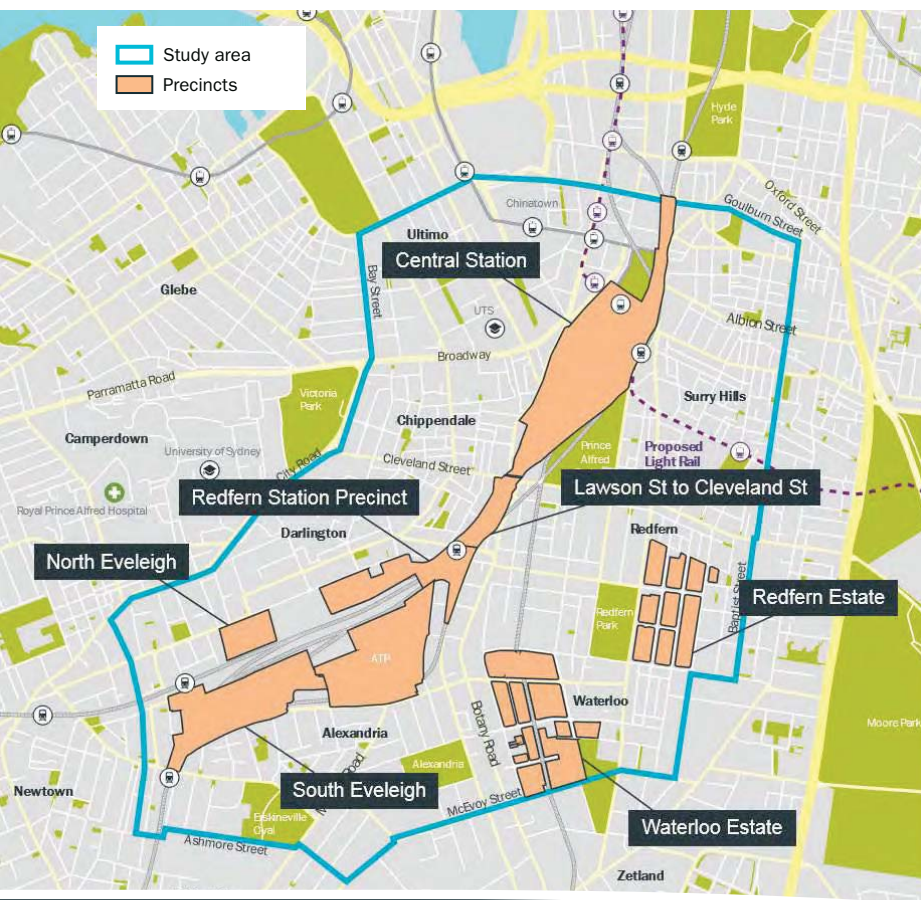 Study area
Precincts
Hyde
Park
Oxford Street
Goulburn Street
Chinatown
Ultimo
Central Station
Bay Street
Glebe
UTS
Albion Street
Broadway
Parramatta Road
Victoria
Park
Surry Hills
Chippendale
Camperdown
University of Sydney
City Road
Cleveland Street
Prince
Alfred
Proposed
Light Rail
Redfern Station Precinct
Lawson St to Cleveland St
Royal Prince Alfred Hospital
Darlington
Redfern
North Eveleigh
Redfern Estate
Baptist Street
Redfern
Park
ATP
Waterloo
Botany Road
Alexandria
Moore Park
Alexandria
Road
South Eveleigh
Newtown
McEvoy Street
Erskineville
Oval
Waterloo Estate
Ashmore Street
Zetland